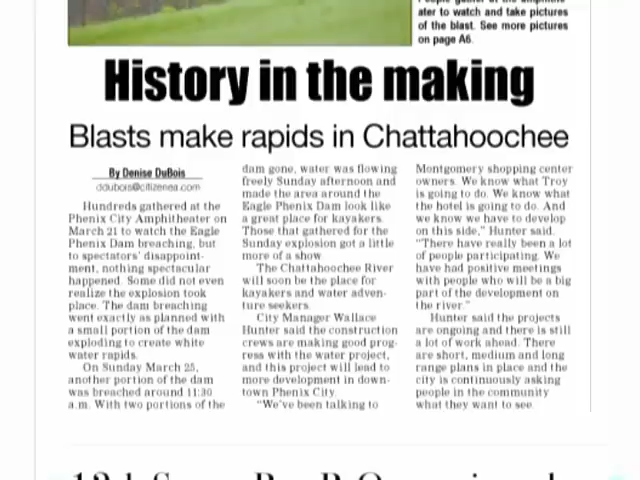 ater to watch and take pictures
of the blast. See more pictures
on page A6.
History in the making
Blasts make rapids in Chattahoochee
By Denise DuBois
ddubois@citizenea.com
Hundreds gathered at the
Phenix City Amphitheater on
March 21 to watch the Eagle
Phenix Dam breaching, but
to spectators' disappoint-
ment, nothing spectacular
happened. Some did not even
realize the explosion took
place. The dam breaching
went exactly as planned with
a small portion of the dam
exploding to create white
water rapids.
On Sunday March 25,
another portion of the dam
was breached around 11:30
a.m. With two portions of the
dam gone, water was flowing
freely Sunday afternoon and
made the area around the
Eagle Phenix Dam look like
a great place for kayakers.
Those that gathered for the
Sunday explosion got a little
more of a show.
The Chattahoochee River
will soon be the place for
kayakers and water adven-
ture seekers.
City Manager Wallace
Hunter said the construction
crews are making good prog-
ress with the water project,
and this project will lead to
more development in down-
town Phenix City.
"We've been talking to
Montgomery shopping center
owners. We know what Troy
is going to do. We know what
the hotel is going to do. And
we know we have to develop
on this side," Hunter said.
"There have really been a lot
of people participating. We
have had positive meetings
with people who will be a big
part of the development on
the river."
Hunter said the projects
are ongoing and there is still
a lot of work ahead. There
are short, medium and long
range plans in place and the
city is continuously asking
people in the community
what they want to see.